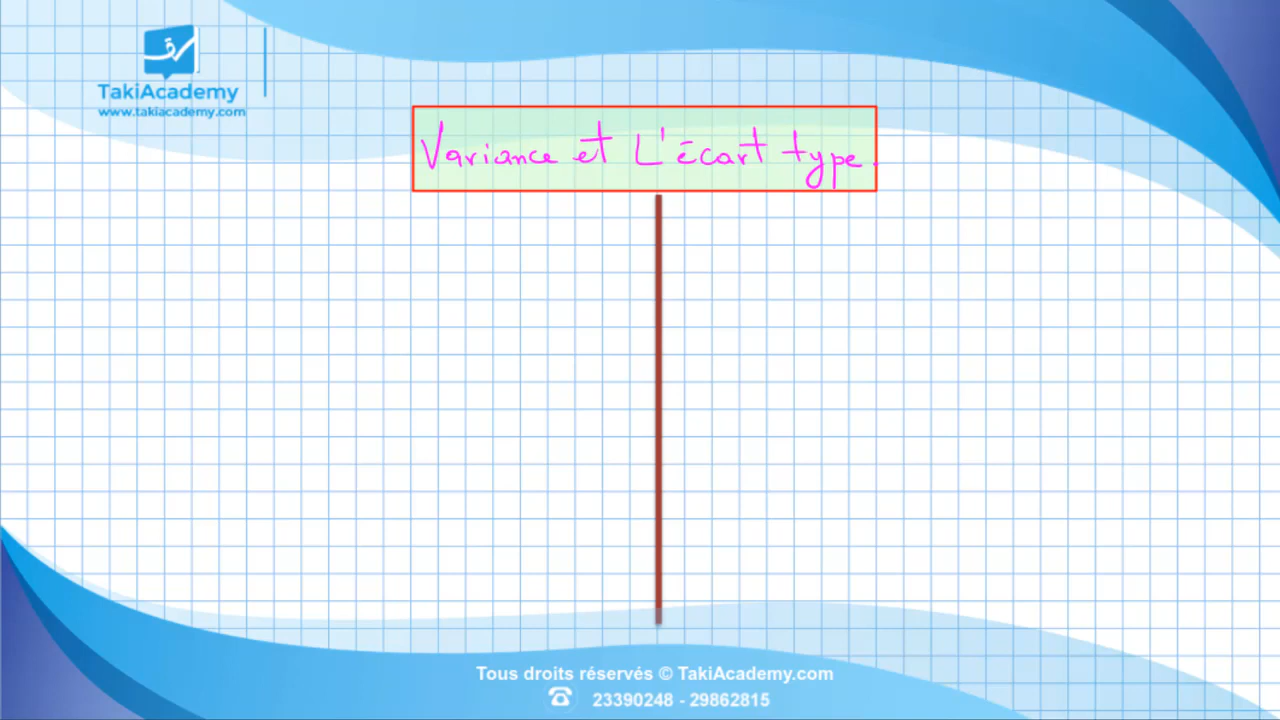 TakiAcademy
www.takiacademy.com
Variance et L'écart type.
Tous droits réservés © TakiAcademy.com
23390248 - 29862815